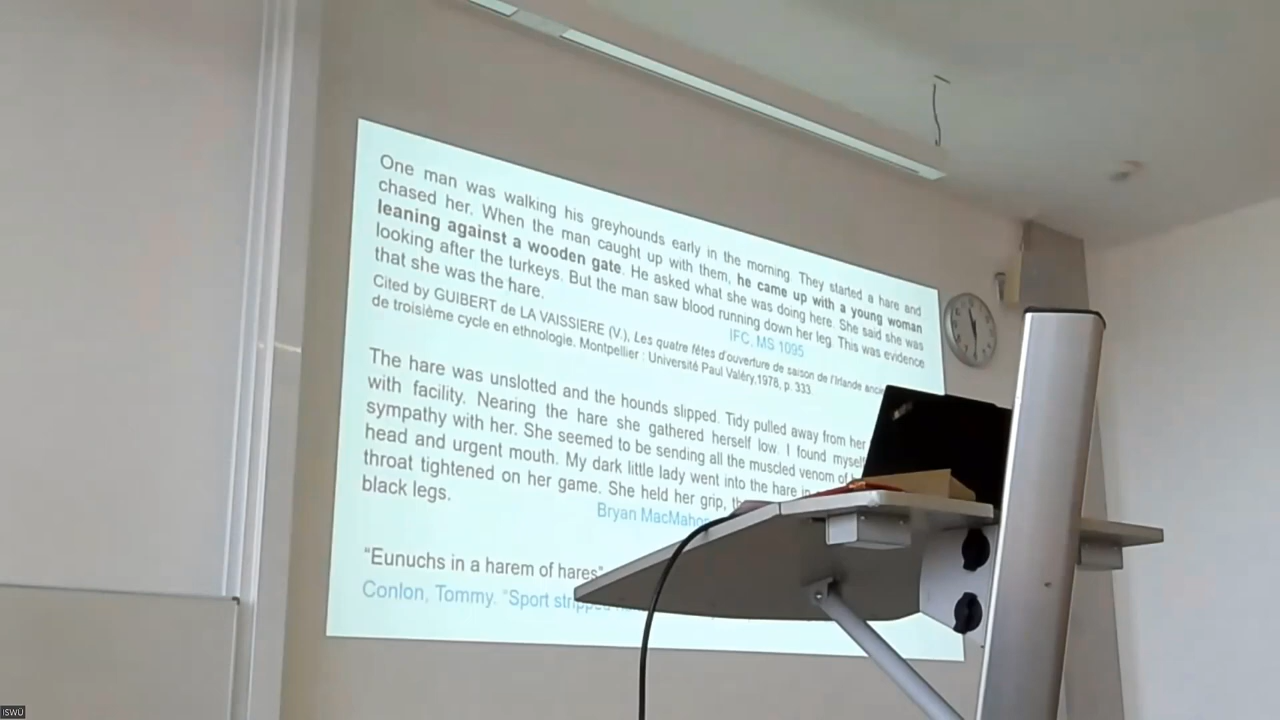 One man was walking his greyhounds early in the morning. They started a hare and
chased her. When the man caught up with them, he came up with a young woman
leaning against a wooden gate. He asked what she was doing here. She said she was
looking after the turkeys. But the man saw blood running down her leg. This was evidence
that she was the hare.
IFC, MS 1095
Cited by GUIBERT de LA VAISSIERE (V.), Les quatre fêtes d'ouverture de saison de l'Irlande
de troisième cycle en ethnologie. Montpellier : Université Paul Valéry,1978, p. 333.
The hare was unslotted and the hounds slipped. Tidy pulled away from her
with facility. Nearing the hare she gathered herself low. I found
sympathy with her. She seemed to be sending all the muscled venom of
head and urgent mouth. My dark little lady went into the hare
throat tightened on her game. She held her grip,
black legs.
Bryan
"Eunuchs in a harem of hares"
Conlon, Tommy. "Sport
ISWÜ